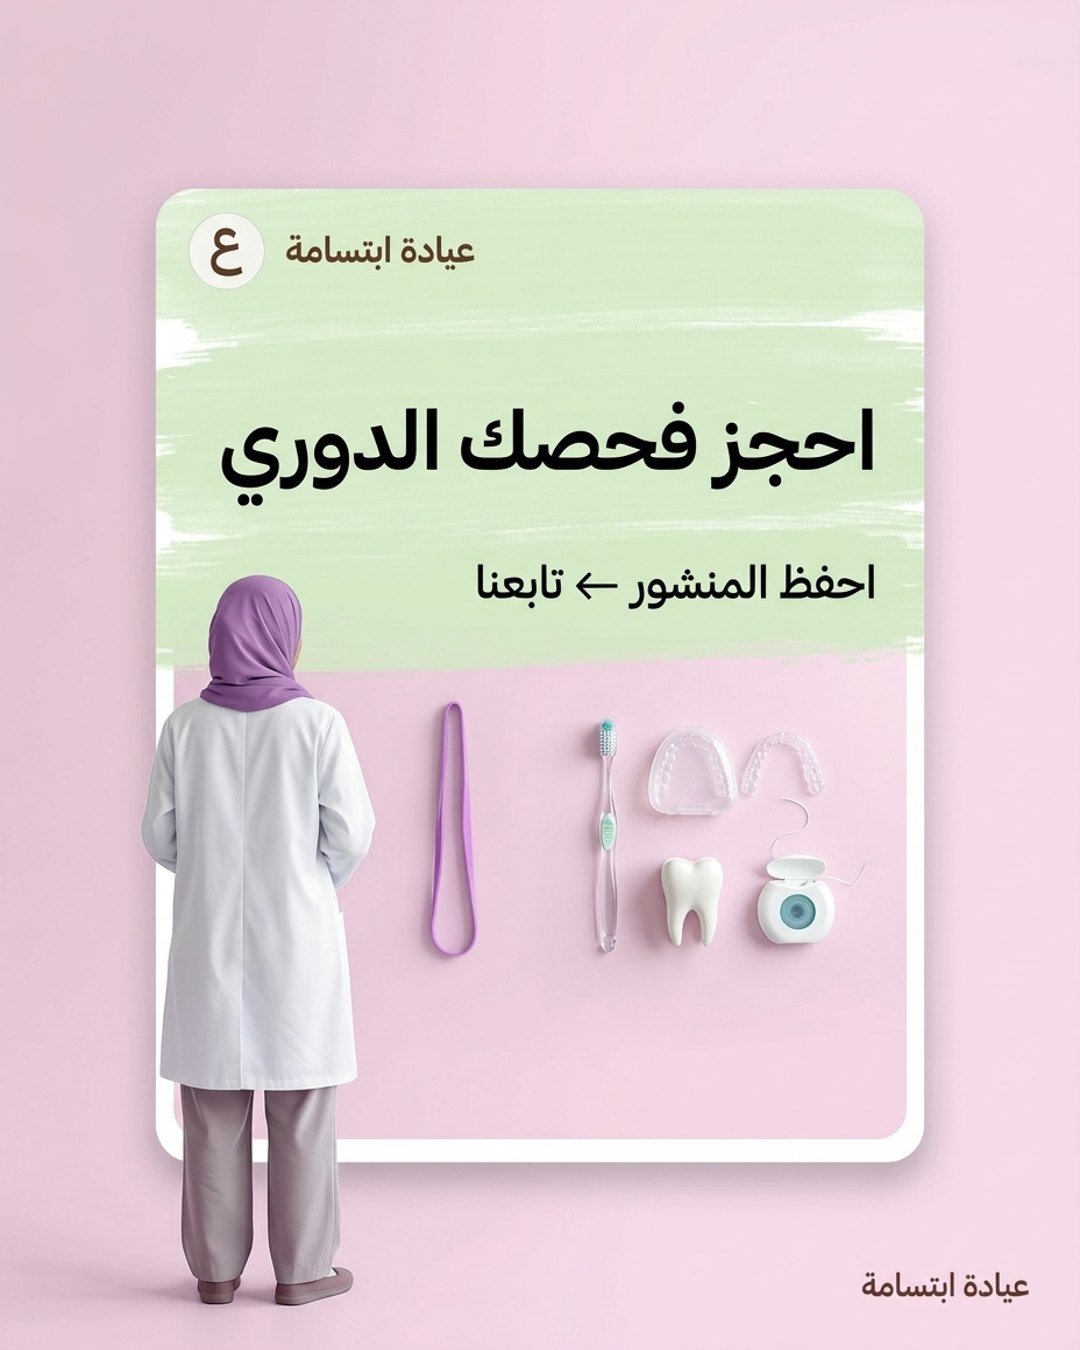 ع
عيادة ابتسامة
احجز فحصك الدوري
احفظ المنشور ← تابعنا
عيادة ابتسامة